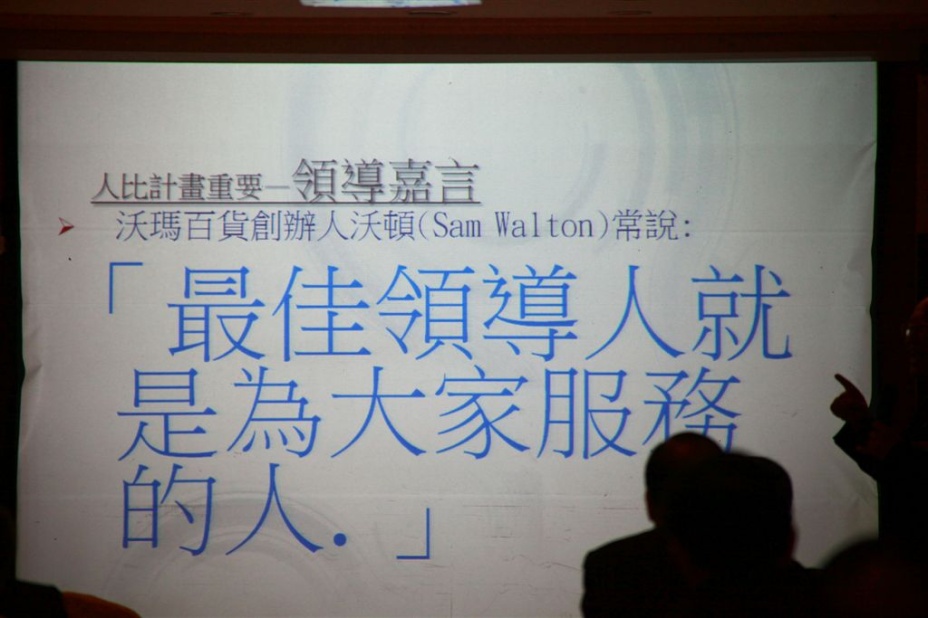 人比計畫重要—領導嘉言
沃瑪百貨創辦人沃頓(Sam Walton)常說:
「最佳領導人就
是為大家服務
的人.」